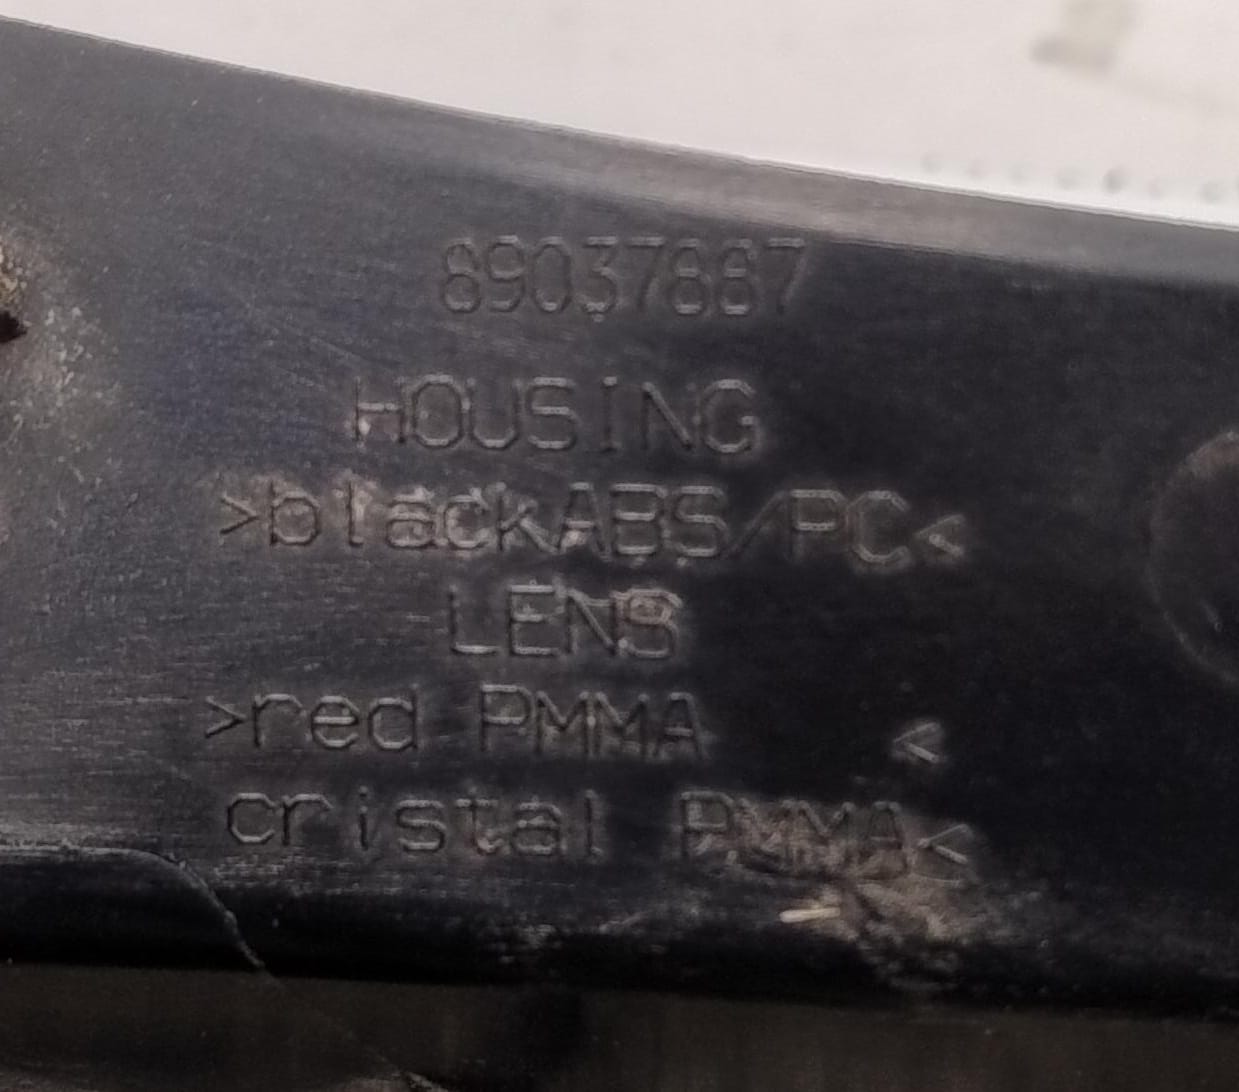 89037887
HOUSING
>blackABS/PC<
LENS
>red PMMA <
cristal PMMA<